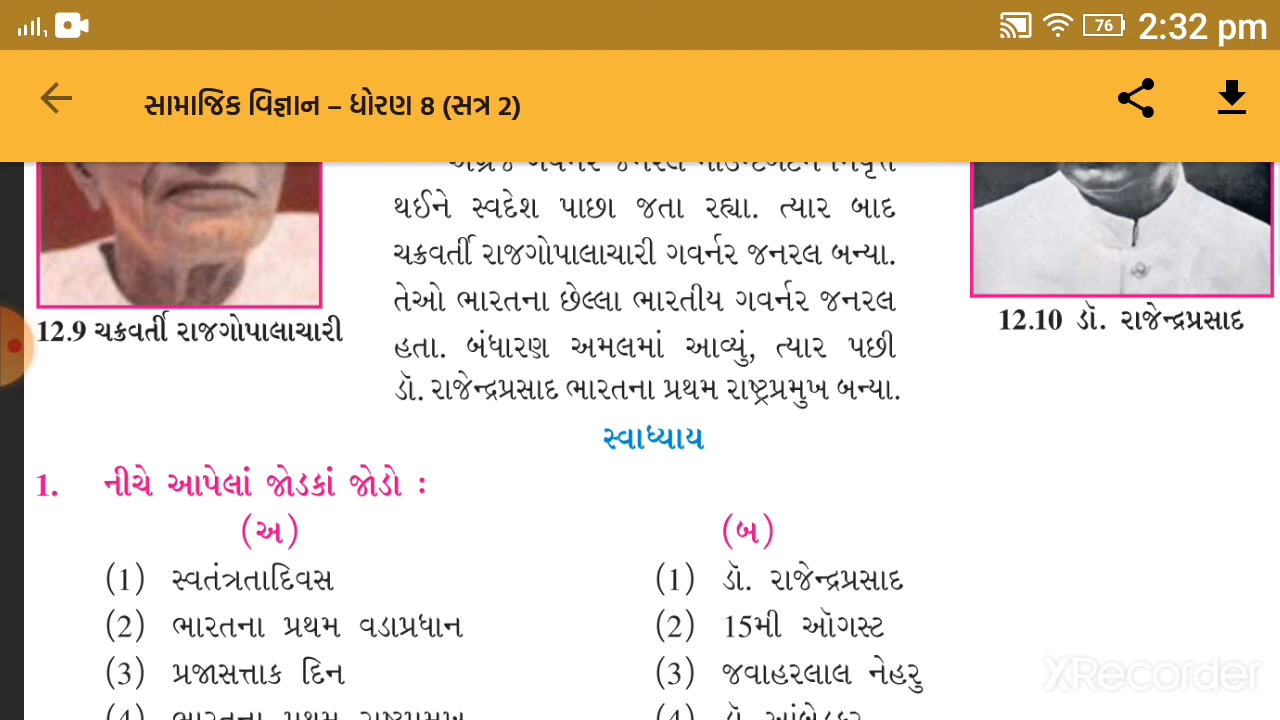 76 2:32 pm
સામાજિક વિજ્ઞાન – ધોરણ 8 (સત્ર 2)
થઈને સ્વદેશ પાછા જતા રહ્યા. ત્યાર બાદ
ચક્રવર્તી રાજગોપાલાચારી ગવર્નર જનરલ બન્યા.
તેઓ ભારતના છેલ્લા ભારતીય ગવર્નર જનરલ
હતા. બંધારણ અમલમાં આવ્યું, ત્યાર પછી
ડૉ. રાજેન્દ્રપ્રસાદ ભારતના પ્રથમ રાષ્ટ્રપ્રમુખ બન્યા.
12.9 ચક્રવર્તી રાજગોપાલાચારી
12.10 ડૉ. રાજેન્દ્રપ્રસાદ
સ્વાધ્યાય
1. નીચે આપેલાં જોડકાં જોડો :
(અ) (બ)
(1) સ્વતંત્રતાદિવસ (1) ડૉ. રાજેન્દ્રપ્રસાદ
(2) ભારતના પ્રથમ વડાપ્રધાન (2) 15મી ઑગસ્ટ
(3) પ્રજાસત્તાક દિન (3) જવાહરલાલ નેહરુ
XRecorder